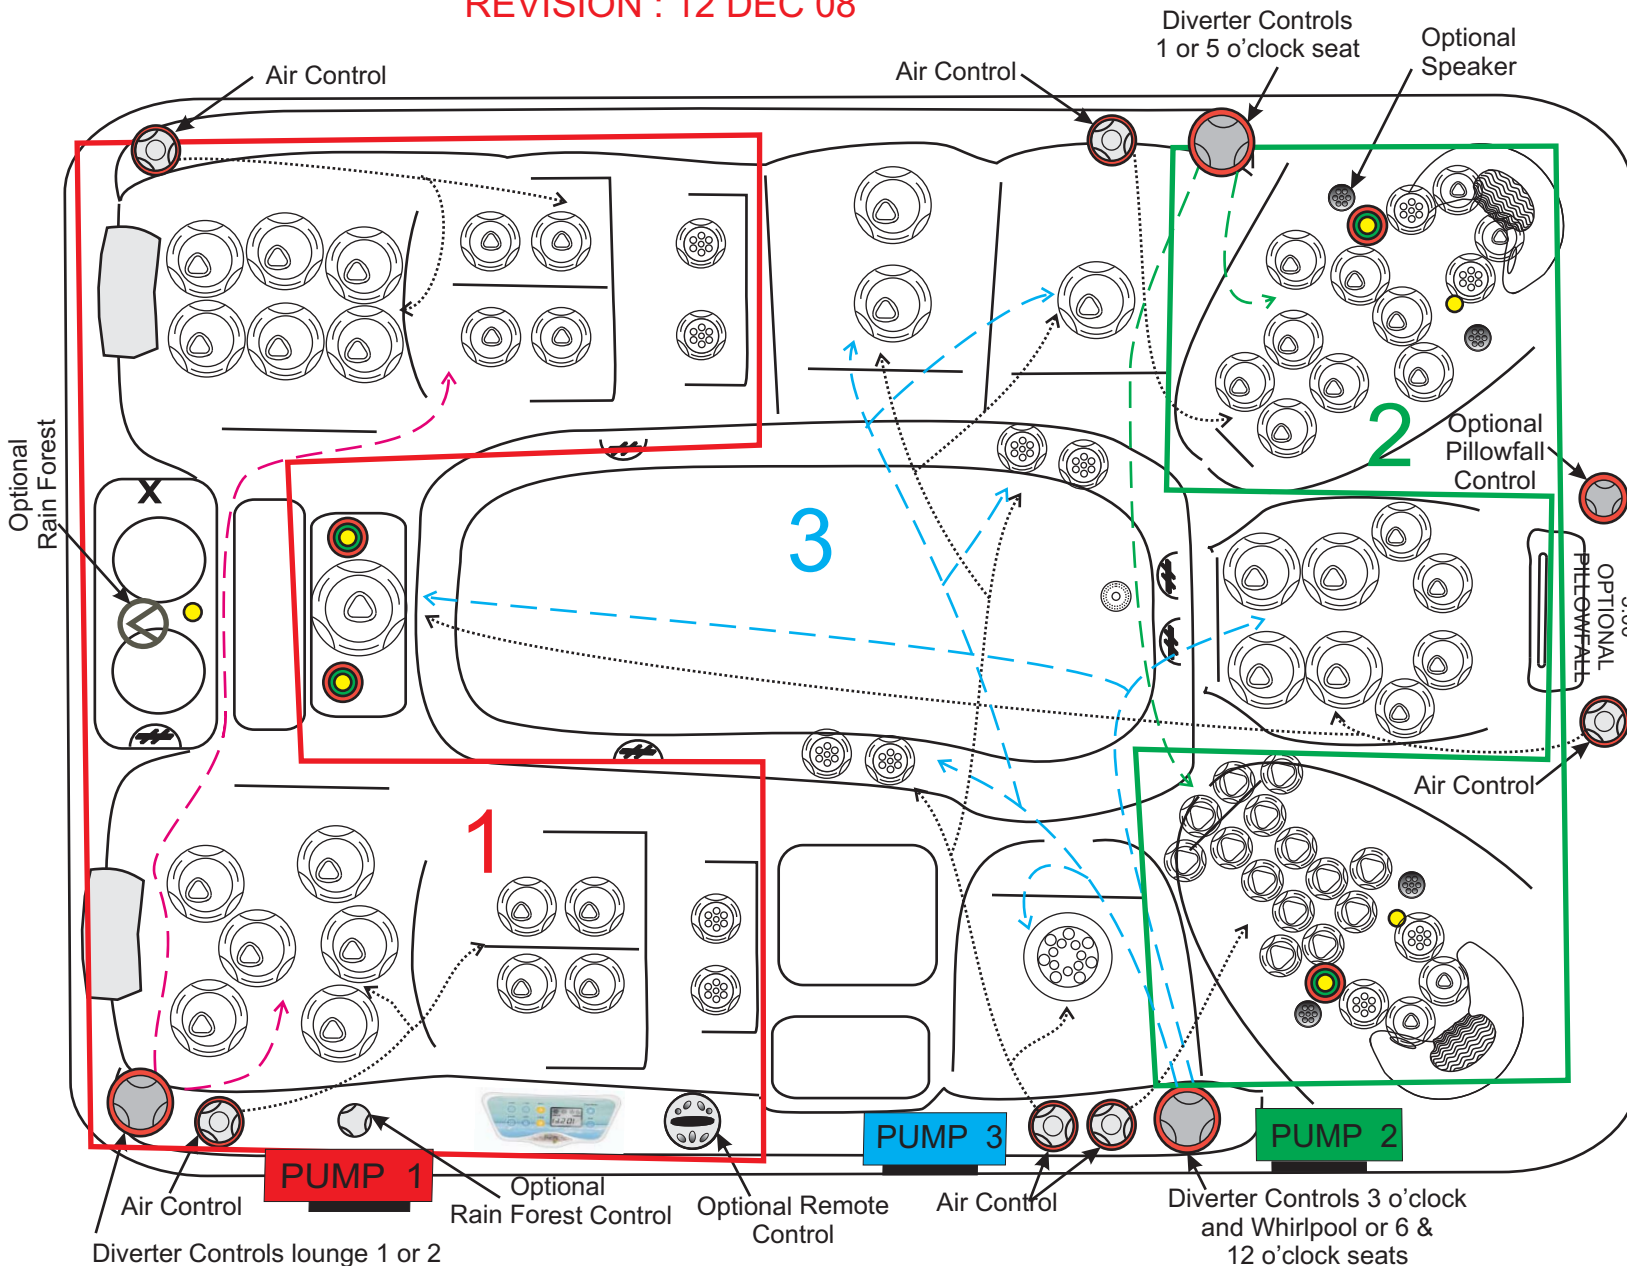 REVISION : 12 DEC 08
Diverter Controls
1 or 5 o'clock seat
Optional
Speaker
Air Control
Air Control
2
Optional
Pillowfall
Control
Optional
Rain Forest
X
3
OPTIONAL
PILLOWFALL
Air Control
1
PUMP 1
PUMP 3
PUMP 2
Air Control
Optional
Rain Forest Control
Optional Remote
Control
Air Control
Diverter Controls 3 o'clock
and Whirlpool or 6 &
12 o'clock seats
Diverter Controls lounge 1 or 2